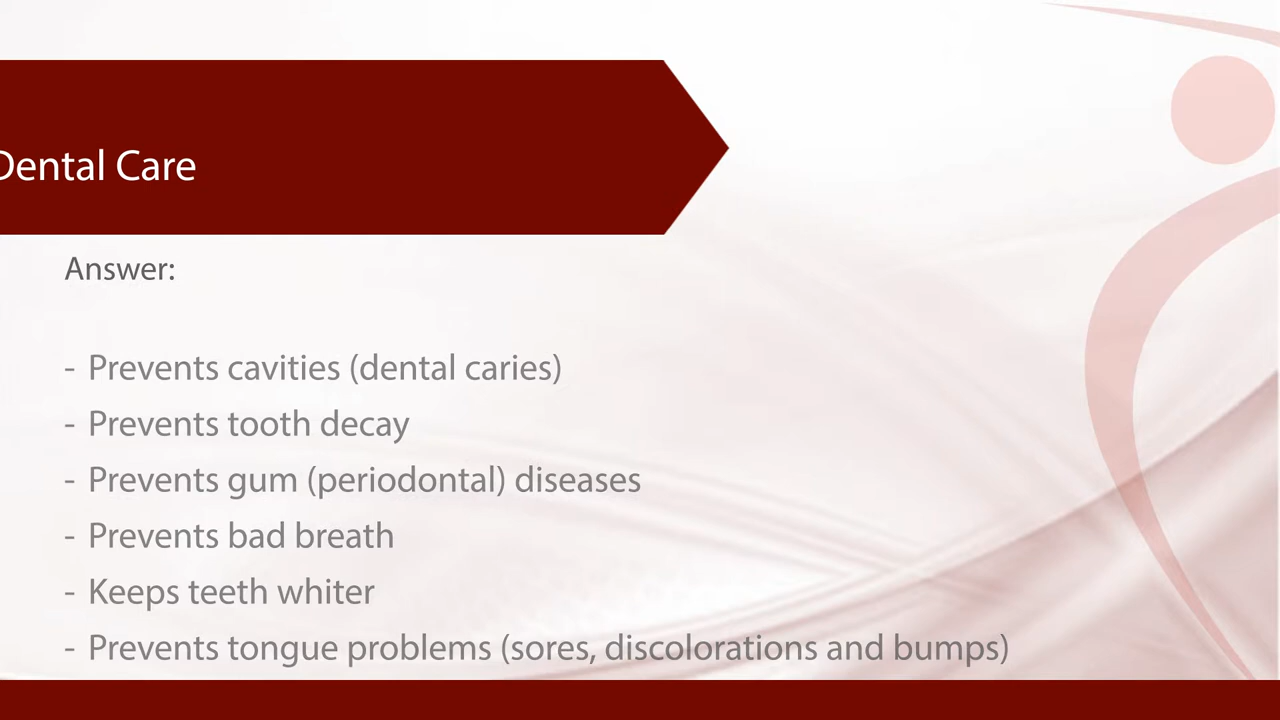 Dental Care
Answer:
- Prevents cavities (dental caries)
- Prevents tooth decay
- Prevents gum (periodontal) diseases
- Prevents bad breath
- Keeps teeth whiter
- Prevents tongue problems (sores, discolorations and bumps)